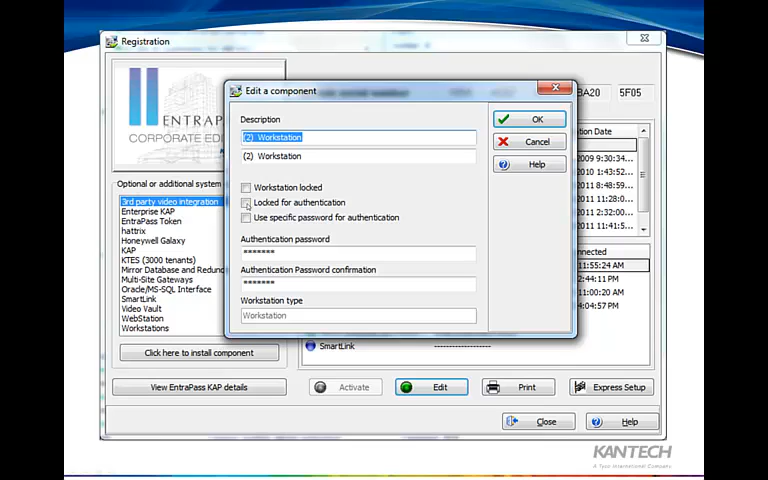 Registration
ENTRAP
CORPORATE EDI
Optional or additional system
3rd party video integration
Enterprise KAP
EntraPass Token
hattrix
Honeywell Galaxy
KAP
KTES (3000 tenants)
Mirror Database and Redun
Multi-Site Gateways
Oracle/MS-SQL Interface
SmartLink
Video Vault
WebStation
Workstations
Click here to install component
View EntraPass KAP details
Edit a component
Description
(2) Workstation
(2) Workstation
Workstation locked
Locked for authentication
Use specific password for authentication
Authentication password
*******
Authentication Password confirmation
*******
Workstation type
Workstation
OK
Cancel
Help
BA20 5F05
ion Date
2009 9:30:34...
2010 1:43:52...
2011 8:48:59...
2011 11:28:0...
2011 2:32:00...
2011 11:41:5...
nnected
11:55:24 AM
2:44:11 PM
11:00:20 AM
4:04:57 PM
SmartLink --------------------
Activate
Edit
Print
Express Setup
Close
Help
KANTECH
A Tyco International Company